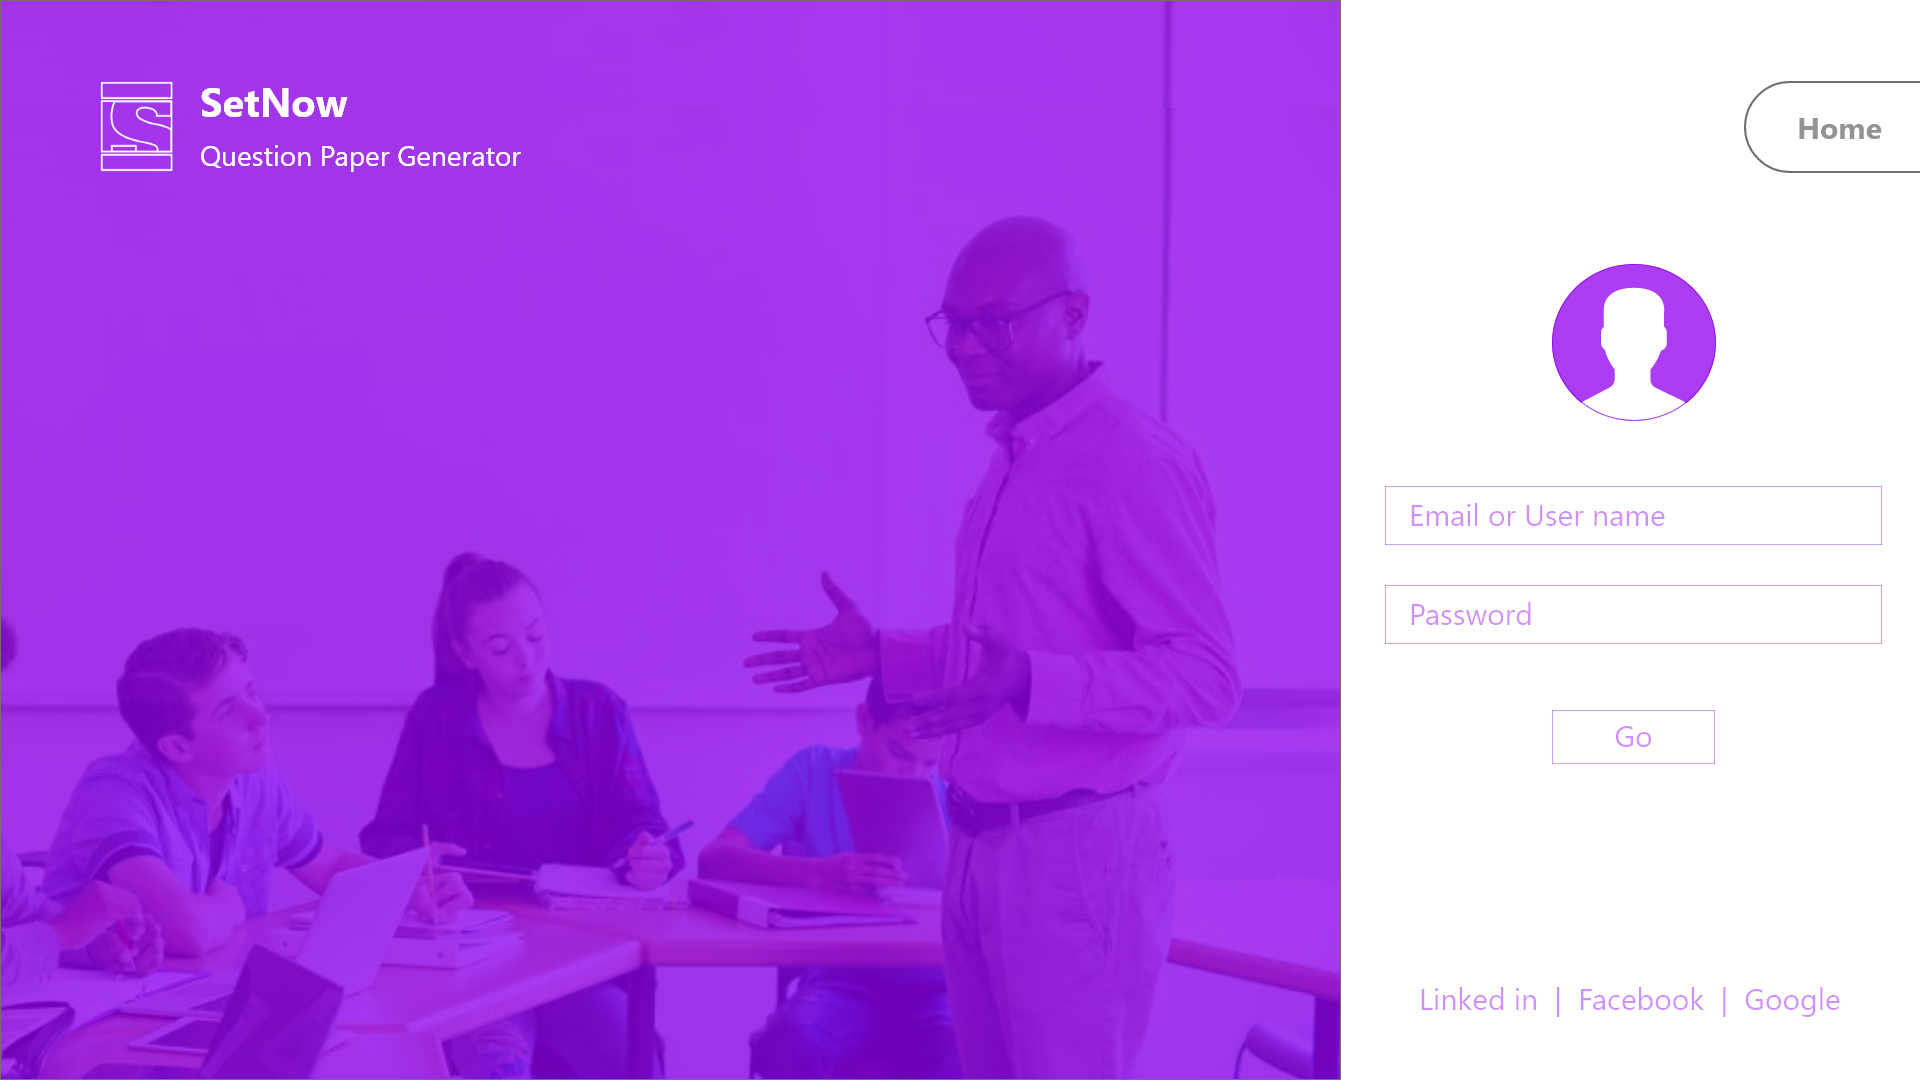 SetNow
Question Paper Generator
Home
Email or User name
Password
Go
Linked in | Facebook | Google